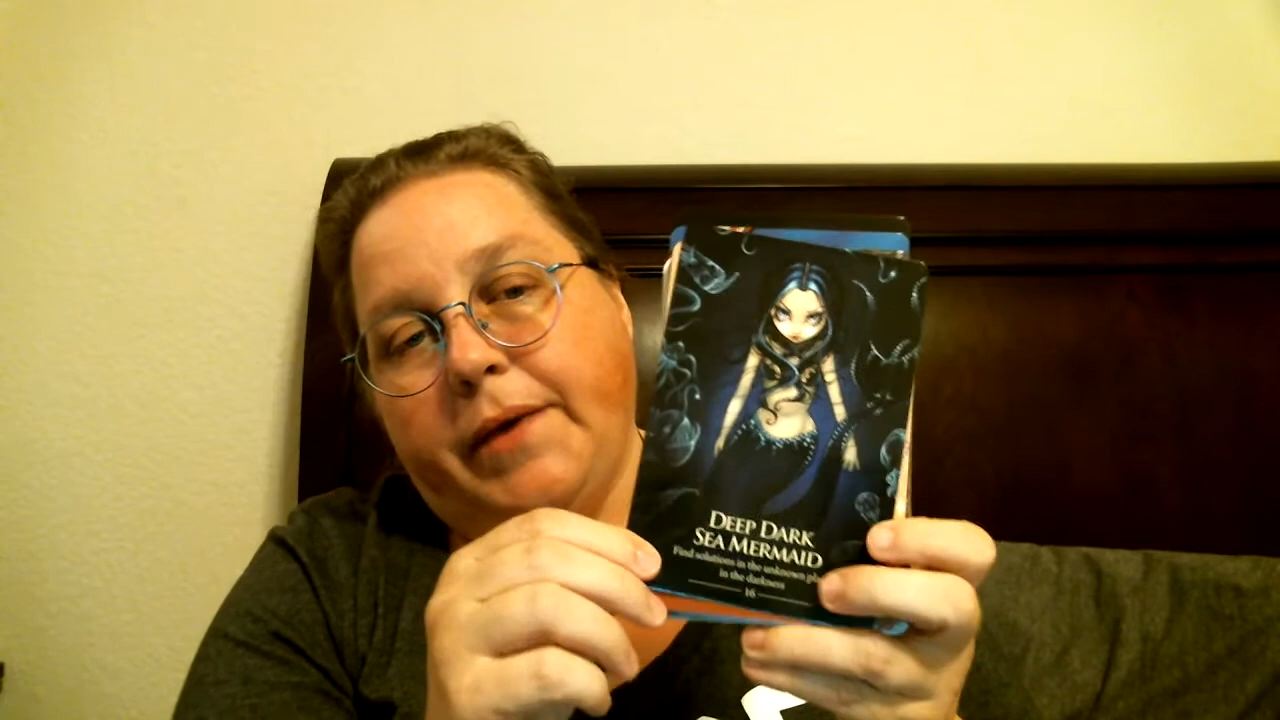 DEEP DARK
SEA MERMAID
Find solutions in the unknown
in the darkness
16